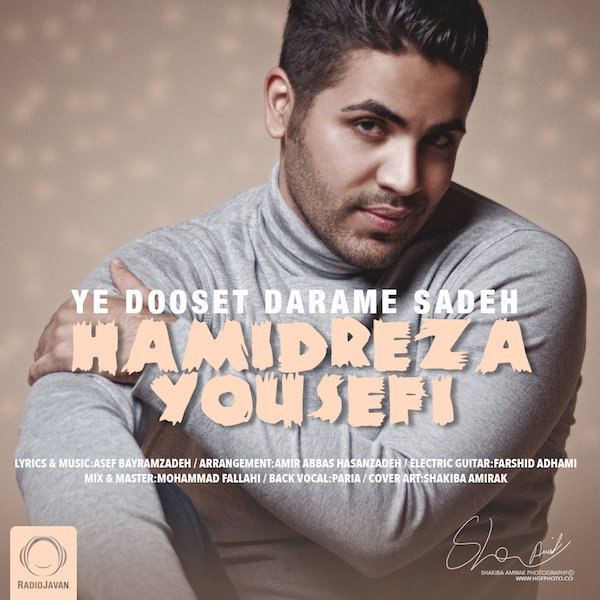 YE DOOSET DARAME SADEH
HAMIDREZA
YOUSEFI
LYRICS & MUSIC:ASEF BAYRAMZADEH / ARRANGEMENT:AMIR ABBAS HASANZADEH / ELECTRIC GUITAR:FARSHID ADHAMI
MIX & MASTER:MOHAMMAD FALLAHI / BACK VOCAL:PARIA / COVER ART:SHAKIBA AMIRAK
RADIOJAVAN
SHAKIBA AMIRAK PHOTOGRAPHY©
WWW.HGFPHOTO.CO